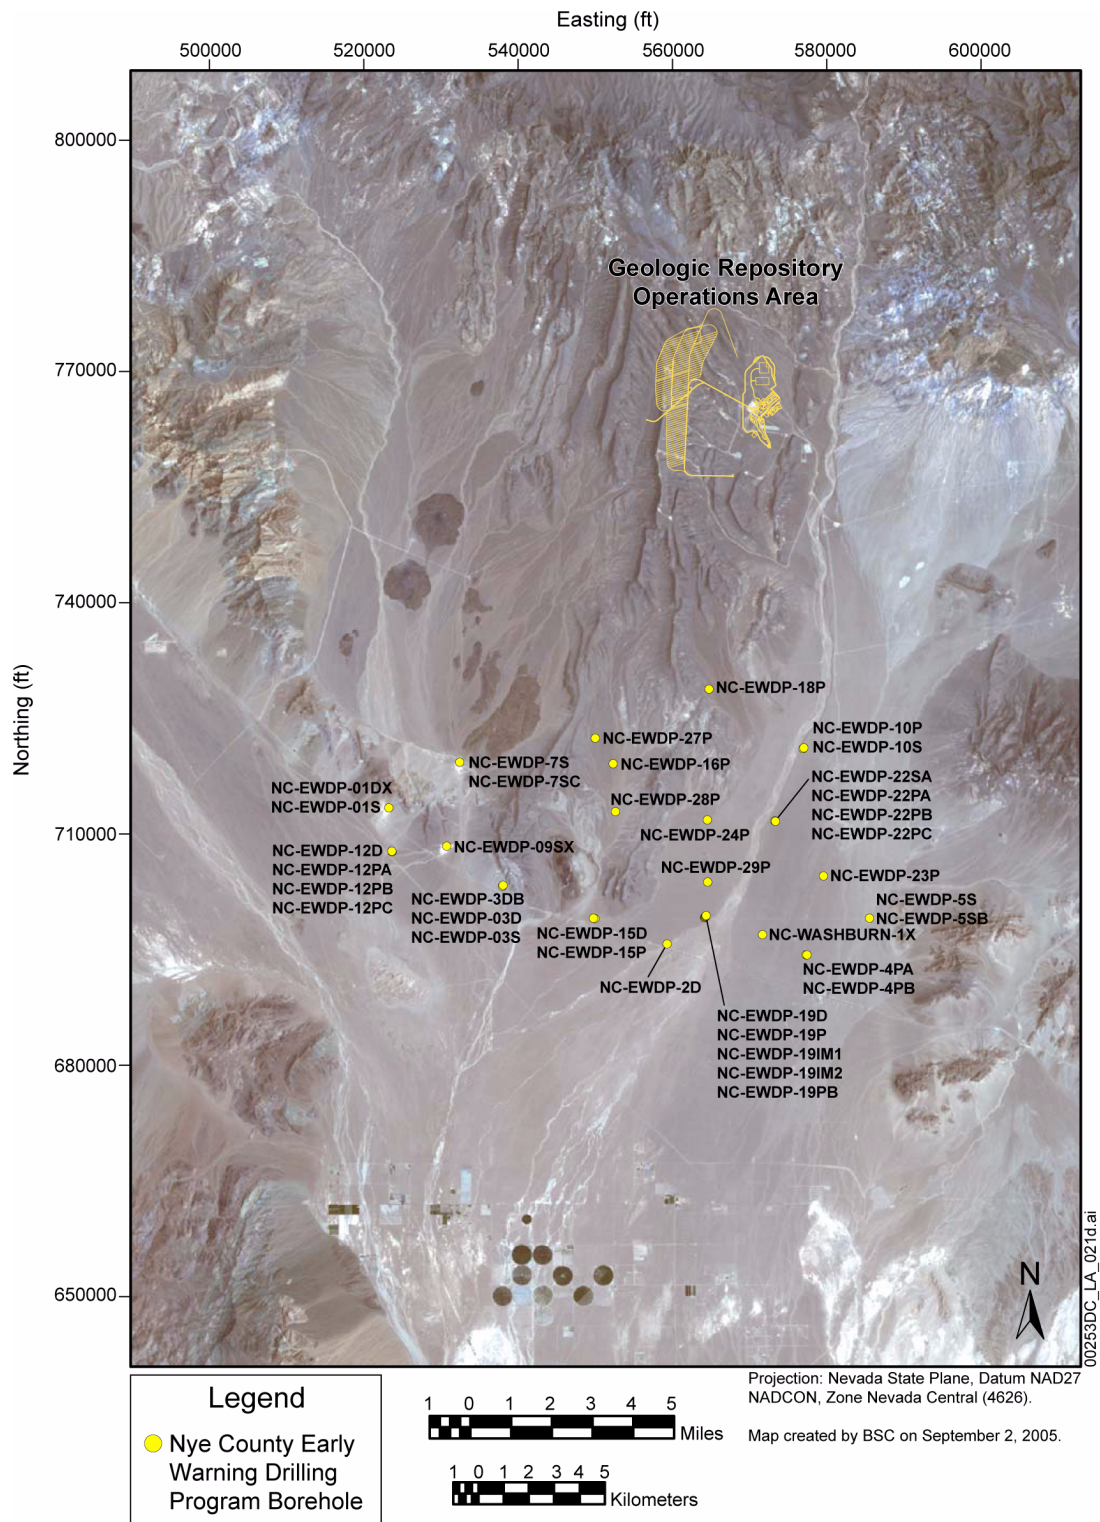 Easting (ft)
500000
520000
540000
560000
580000
600000
Northing (ft)
800000
770000
740000
710000
680000
650000
Geologic Repository
Operations Area
NC-EWDP-18P
NC-EWDP-27P
NC-EWDP-16P
NC-EWDP-10P
NC-EWDP-10S
NC-EWDP-7S
NC-EWDP-7SC
NC-EWDP-01DX
NC-EWDP-01S
NC-EWDP-28P
NC-EWDP-24P
NC-EWDP-22SA
NC-EWDP-22PA
NC-EWDP-22PB
NC-EWDP-22PC
NC-EWDP-09SX
NC-EWDP-12D
NC-EWDP-12PA
NC-EWDP-12PB
NC-EWDP-12PC
NC-EWDP-29P
NC-EWDP-23P
NC-EWDP-3DB
NC-EWDP-03D
NC-EWDP-03S
NC-EWDP-5S
NC-EWDP-5SB
NC-EWDP-15D
NC-EWDP-15P
NC-WASHBURN-1X
NC-EWDP-4PA
NC-EWDP-4PB
NC-EWDP-2D
NC-EWDP-19D
NC-EWDP-19P
NC-EWDP-19IM1
NC-EWDP-19IM2
NC-EWDP-19PB
N
00253DC_LA_021d.ai
Legend
Nye County Early
Warning Drilling
Program Borehole
1 0 1 2 3 4 5
Miles
1 0 1 2 3 4 5
Kilometers
Projection: Nevada State Plane, Datum NAD27
NADCON, Zone Nevada Central (4626).
Map created by BSC on September 2, 2005.